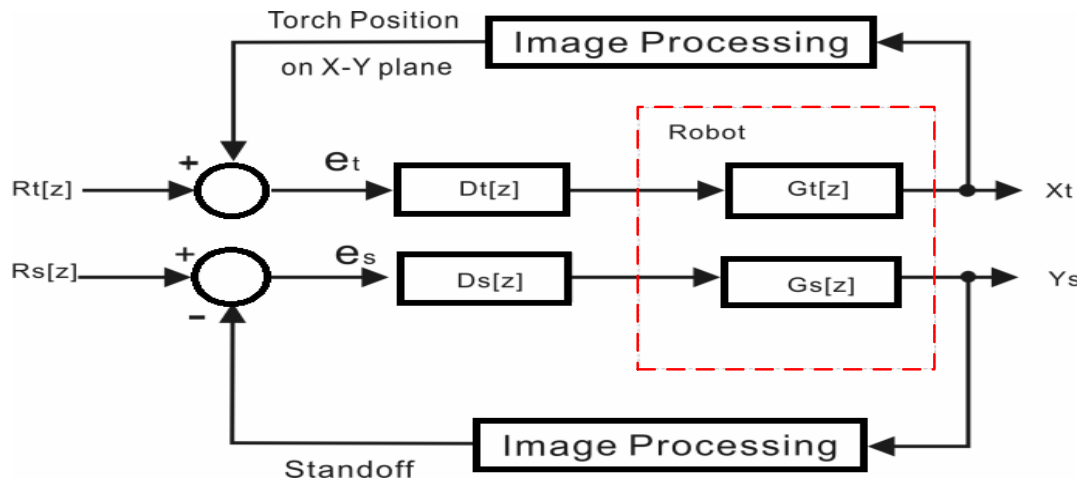 Torch Position
on X-Y plane
Image Processing
Robot
+
et
Rt[z]
Dt[z]
Gt[z]
Xt
+
es
Rs[z]
Ds[z]
Gs[z]
Ys
-
Image Processing
Standoff